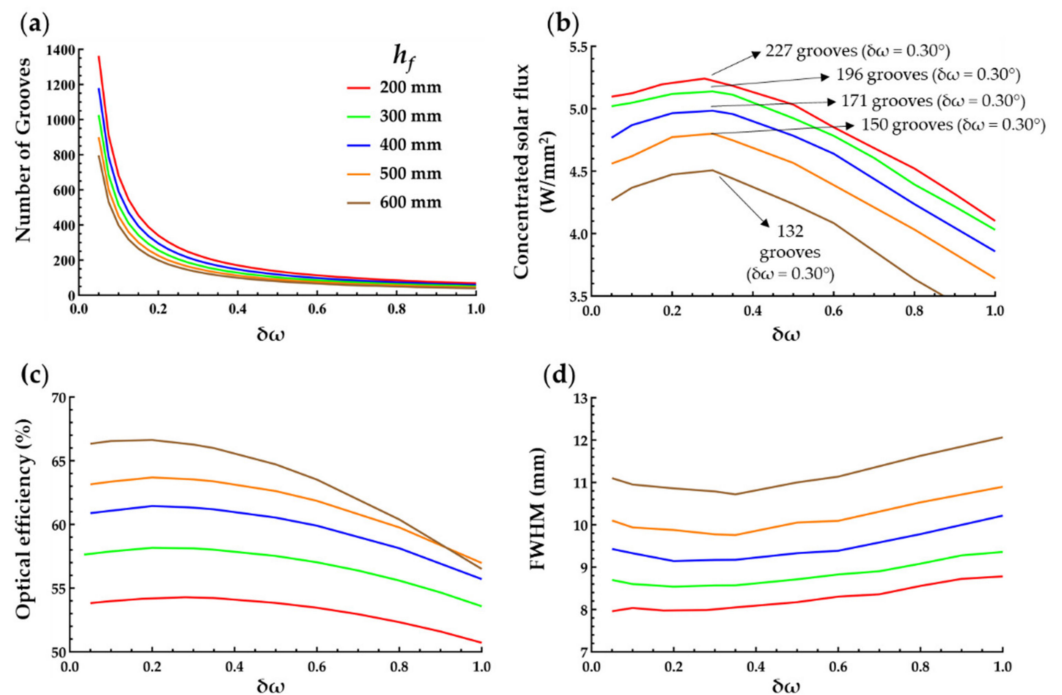 (a)
Number of Grooves
1400
1200
1000
800
600
400
200
0
0.0 0.2 0.4 0.6 0.8 1.0
δω
h_f
200 mm
300 mm
400 mm
500 mm
600 mm
(b)
Concentrated solar flux
(W/mm²)
5.5
5.0
4.5
4.0
3.5
0.0 0.2 0.4 0.6 0.8 1.0
δω
227 grooves (δω = 0.30°)
196 grooves (δω = 0.30°)
171 grooves (δω = 0.30°)
150 grooves (δω = 0.30°)
132
grooves
(δω = 0.30°)
(c)
Optical efficiency (%)
70
65
60
55
50
0.0 0.2 0.4 0.6 0.8 1.0
δω
(d)
FWHM (mm)
13
12
11
10
9
8
7
0.0 0.2 0.4 0.6 0.8 1.0
δω